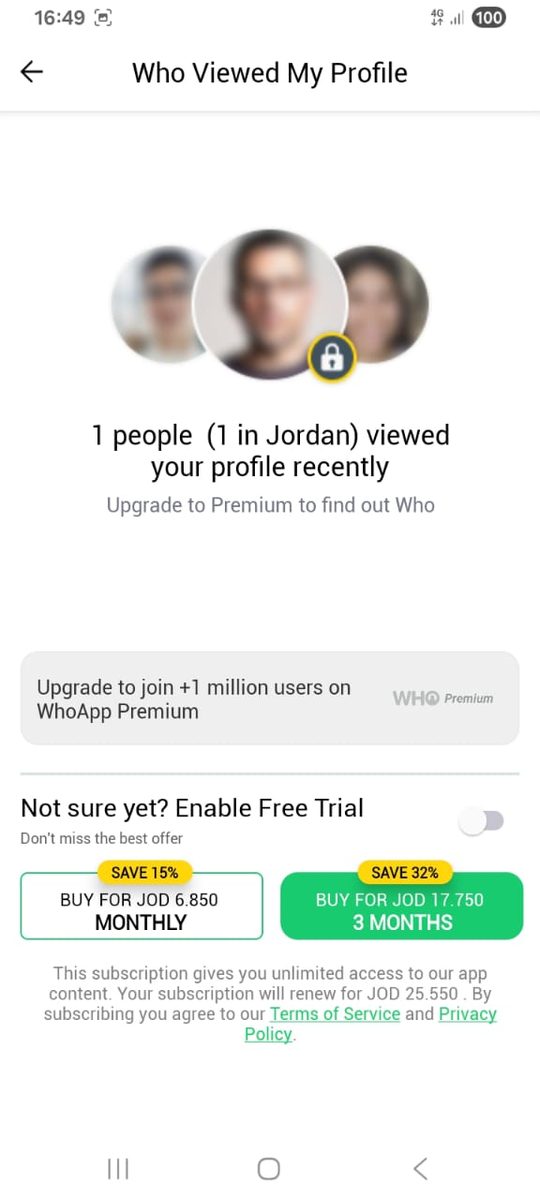 16:49
4G
100
Who Viewed My Profile
1 people (1 in Jordan) viewed
your profile recently
Upgrade to Premium to find out Who
Upgrade to join +1 million users on
WhoApp Premium
WHO Premium
Not sure yet? Enable Free Trial
Don't miss the best offer
SAVE 15%
BUY FOR JOD 6.850
MONTHLY
SAVE 32%
BUY FOR JOD 17.750
3 MONTHS
This subscription gives you unlimited access to our app
content. Your subscription will renew for JOD 25.550 . By
subscribing you agree to our Terms of Service and Privacy
Policy.